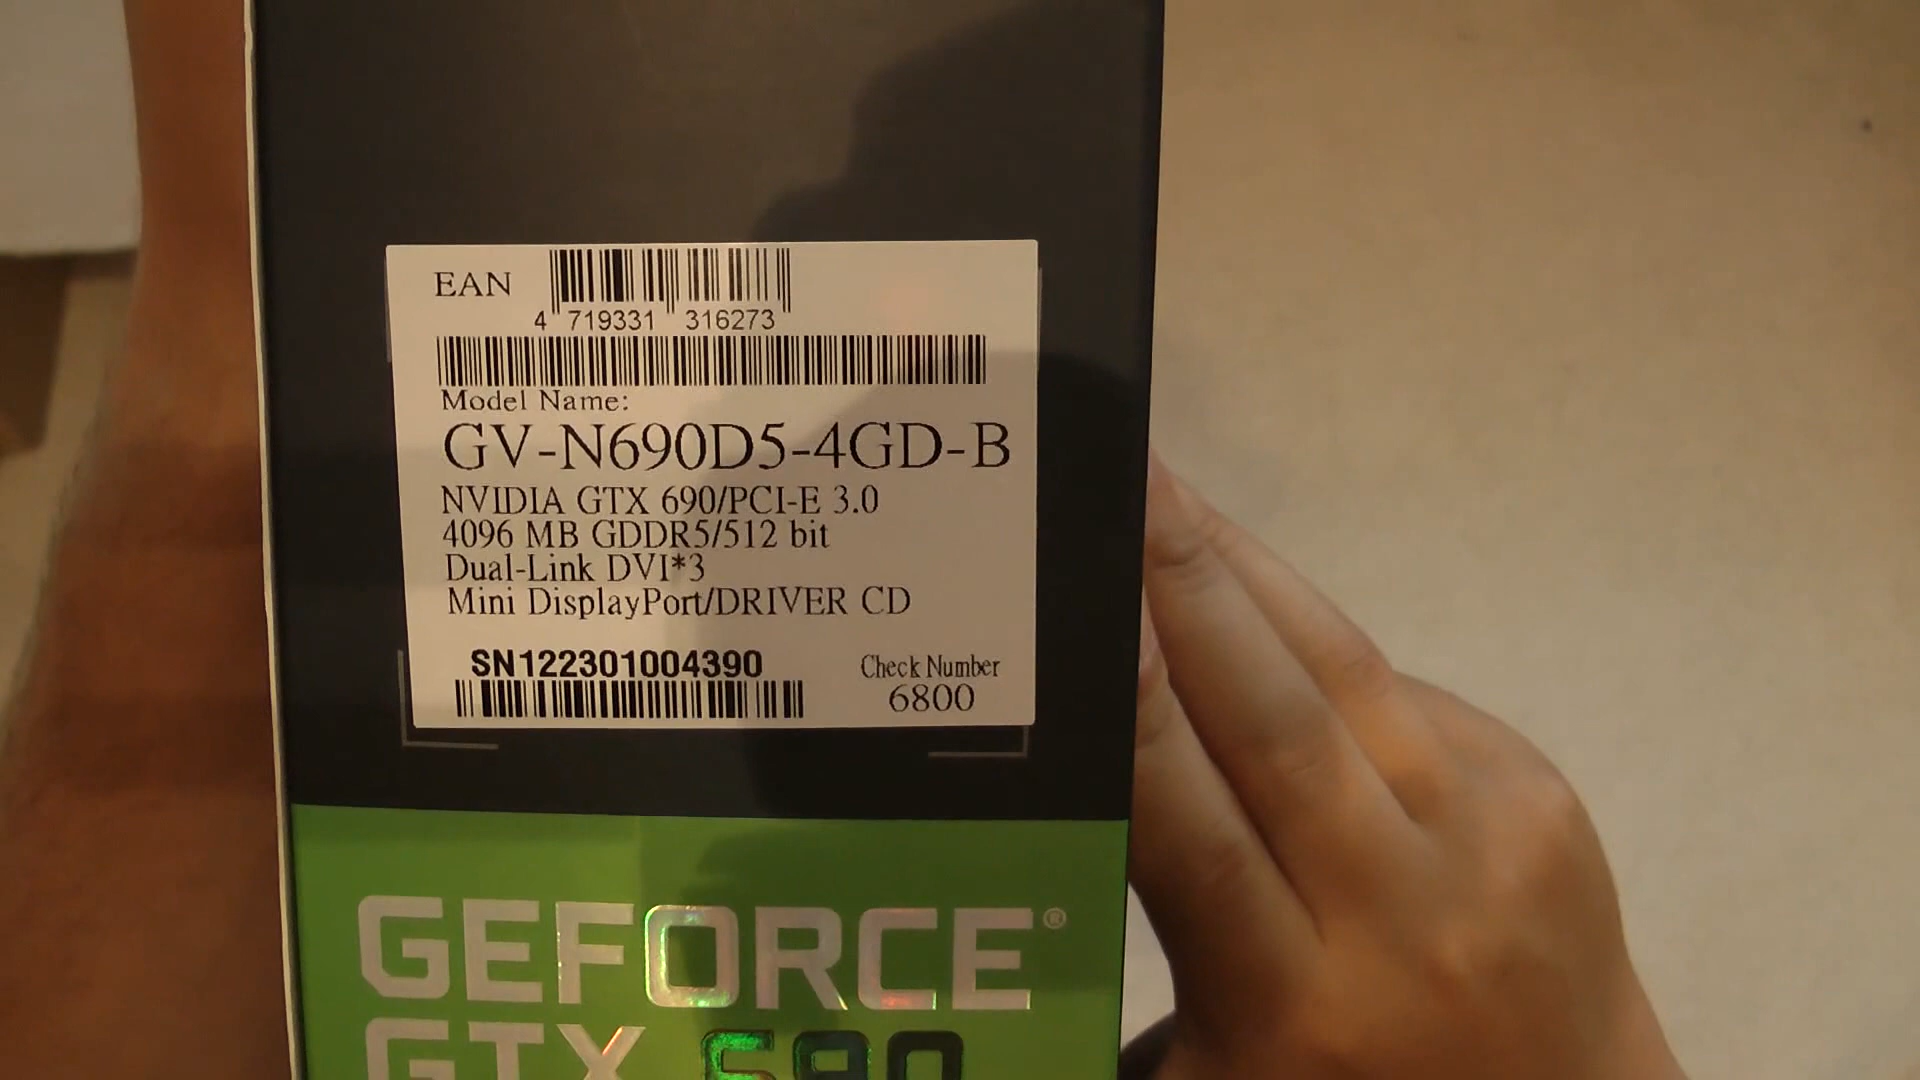 EAN
4 719331 316273
Model Name:
GV-N690D5-4GD-B
NVIDIA GTX 690/PCI-E 3.0
4096 MB GDDR5/512 bit
Dual-Link DVI*3
Mini DisplayPort/DRIVER CD
SN122301004390
Check Number
6800
GEFORCE®
GTX 690